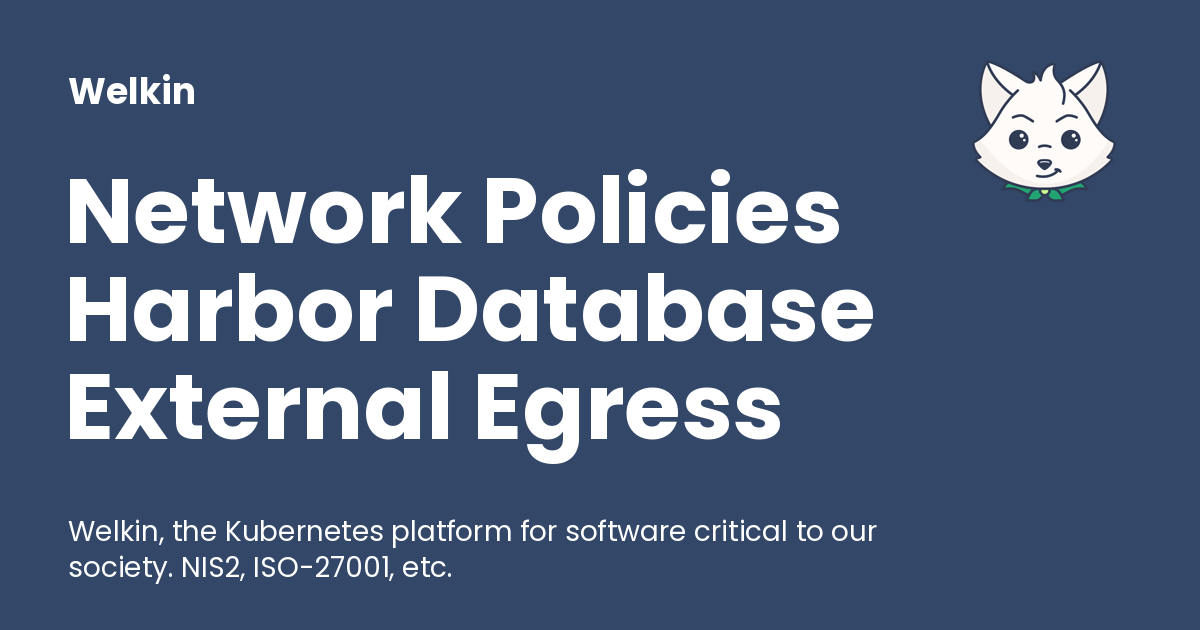 Welkin
Network Policies
Harbor Database
External Egress
Welkin, the Kubernetes platform for software critical to our
society. NIS2, ISO-27001, etc.